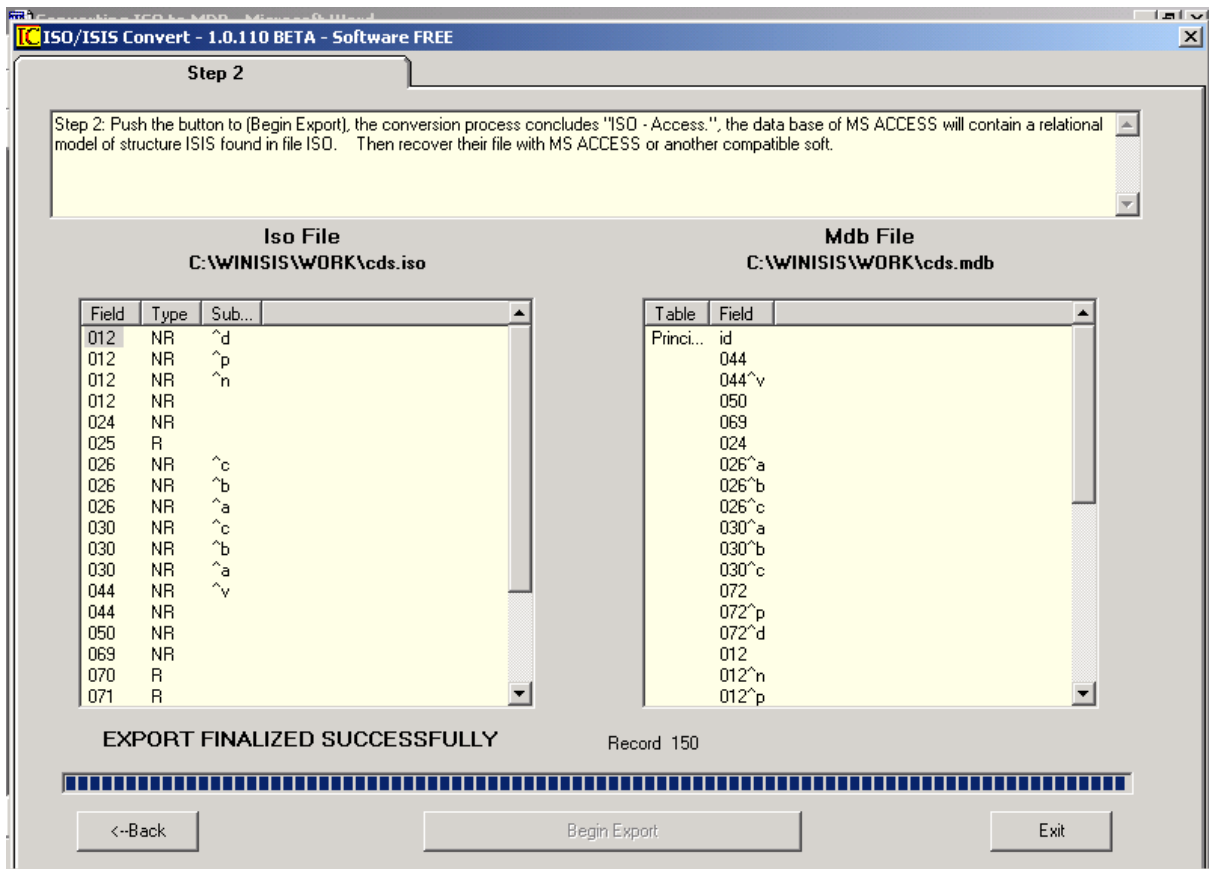 Converting ISO to MDB - Microsoft Word
ISO/ISIS Convert - 1.0.110 BETA - Software FREE
Step 2
Step 2: Push the button to (Begin Export), the conversion process concludes "ISO - Access.", the data base of MS ACCESS will contain a relational
model of structure ISIS found in file ISO. Then recover their file with MS ACCESS or another compatible soft.
Iso File
C:\WINISIS\WORK\cds.iso
Field Type Sub...
012 NR ^d
012 NR ^p
012 NR ^n
012 NR
024 NR
025 R
026 NR ^c
026 NR ^b
026 NR ^a
030 NR ^c
030 NR ^b
030 NR ^a
044 NR ^v
044 NR
050 NR
069 NR
070 R
071 R
Mdb File
C:\WINISIS\WORK\cds.mdb
Table Field
Princi... id
044
044^v
050
069
024
026^a
026^b
026^c
030^a
030^b
030^c
072
072^p
072^d
012
012^n
012^p
EXPORT FINALIZED SUCCESSFULLY
Record 150
<--Back
Begin Export
Exit